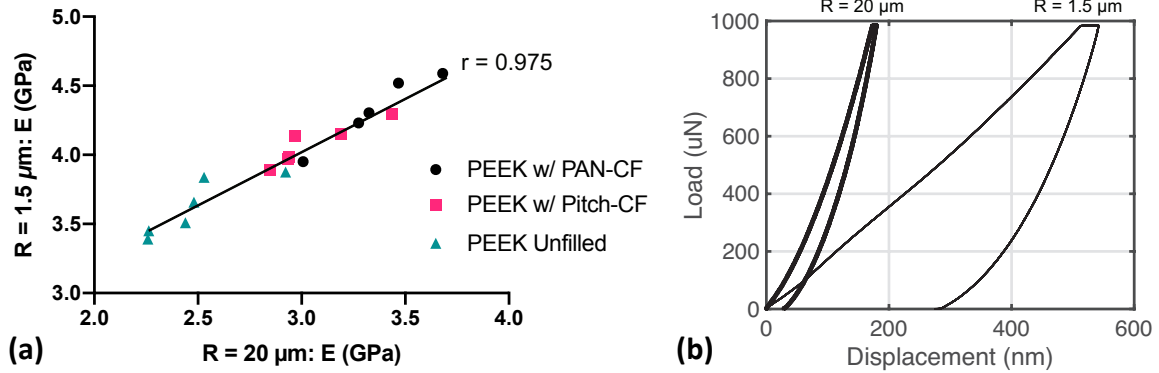 5.0
4.5
4.0
3.5
3.0
R = 1.5 µm: E (GPa)
r = 0.975
PEEK w/ PAN-CF
PEEK w/ Pitch-CF
PEEK Unfilled
2.0 2.5 3.0 3.5 4.0
(a) R = 20 µm: E (GPa)
R = 20 µm R = 1.5 µm
1000
800
600
400
200
0
Load (uN)
0 200 400 600
(b) Displacement (nm)